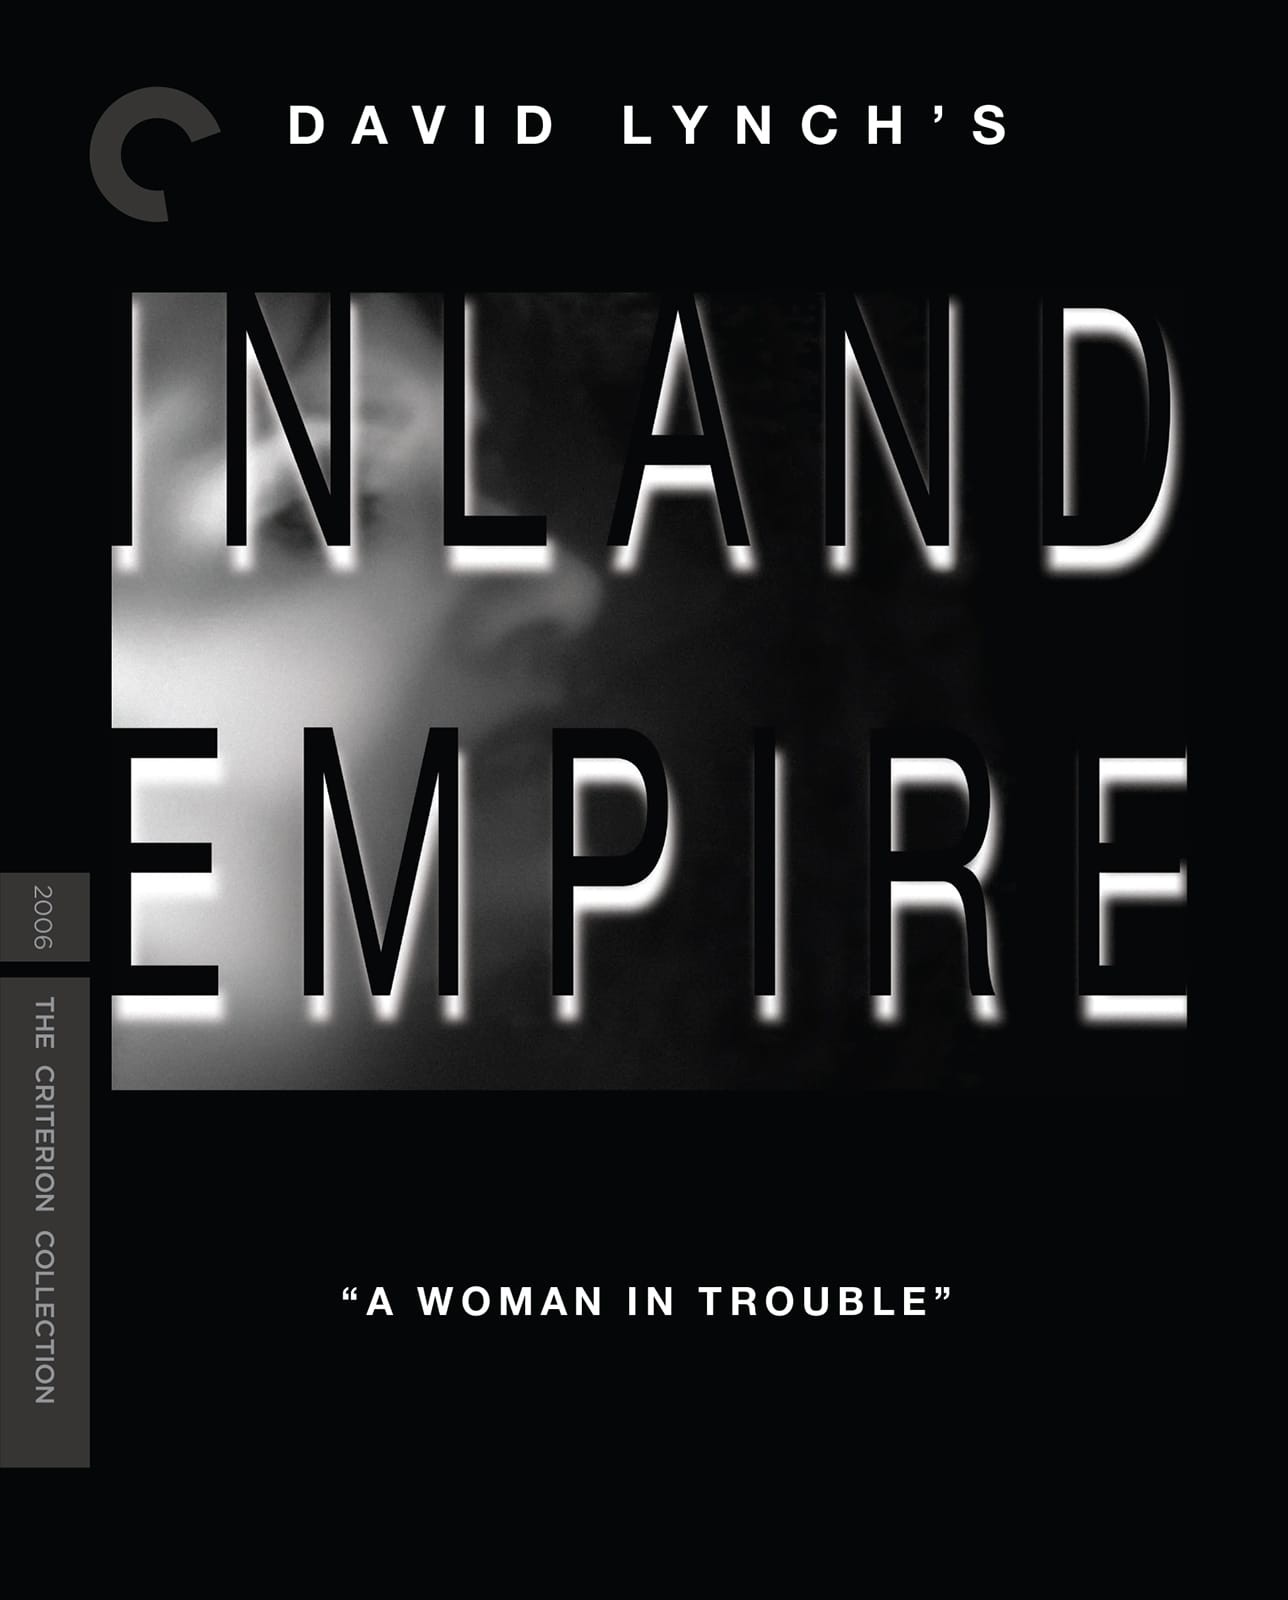 DAVID LYNCH’S
INLAND
EMPIRE
2006
THE CRITERION COLLECTION
“A WOMAN IN TROUBLE”